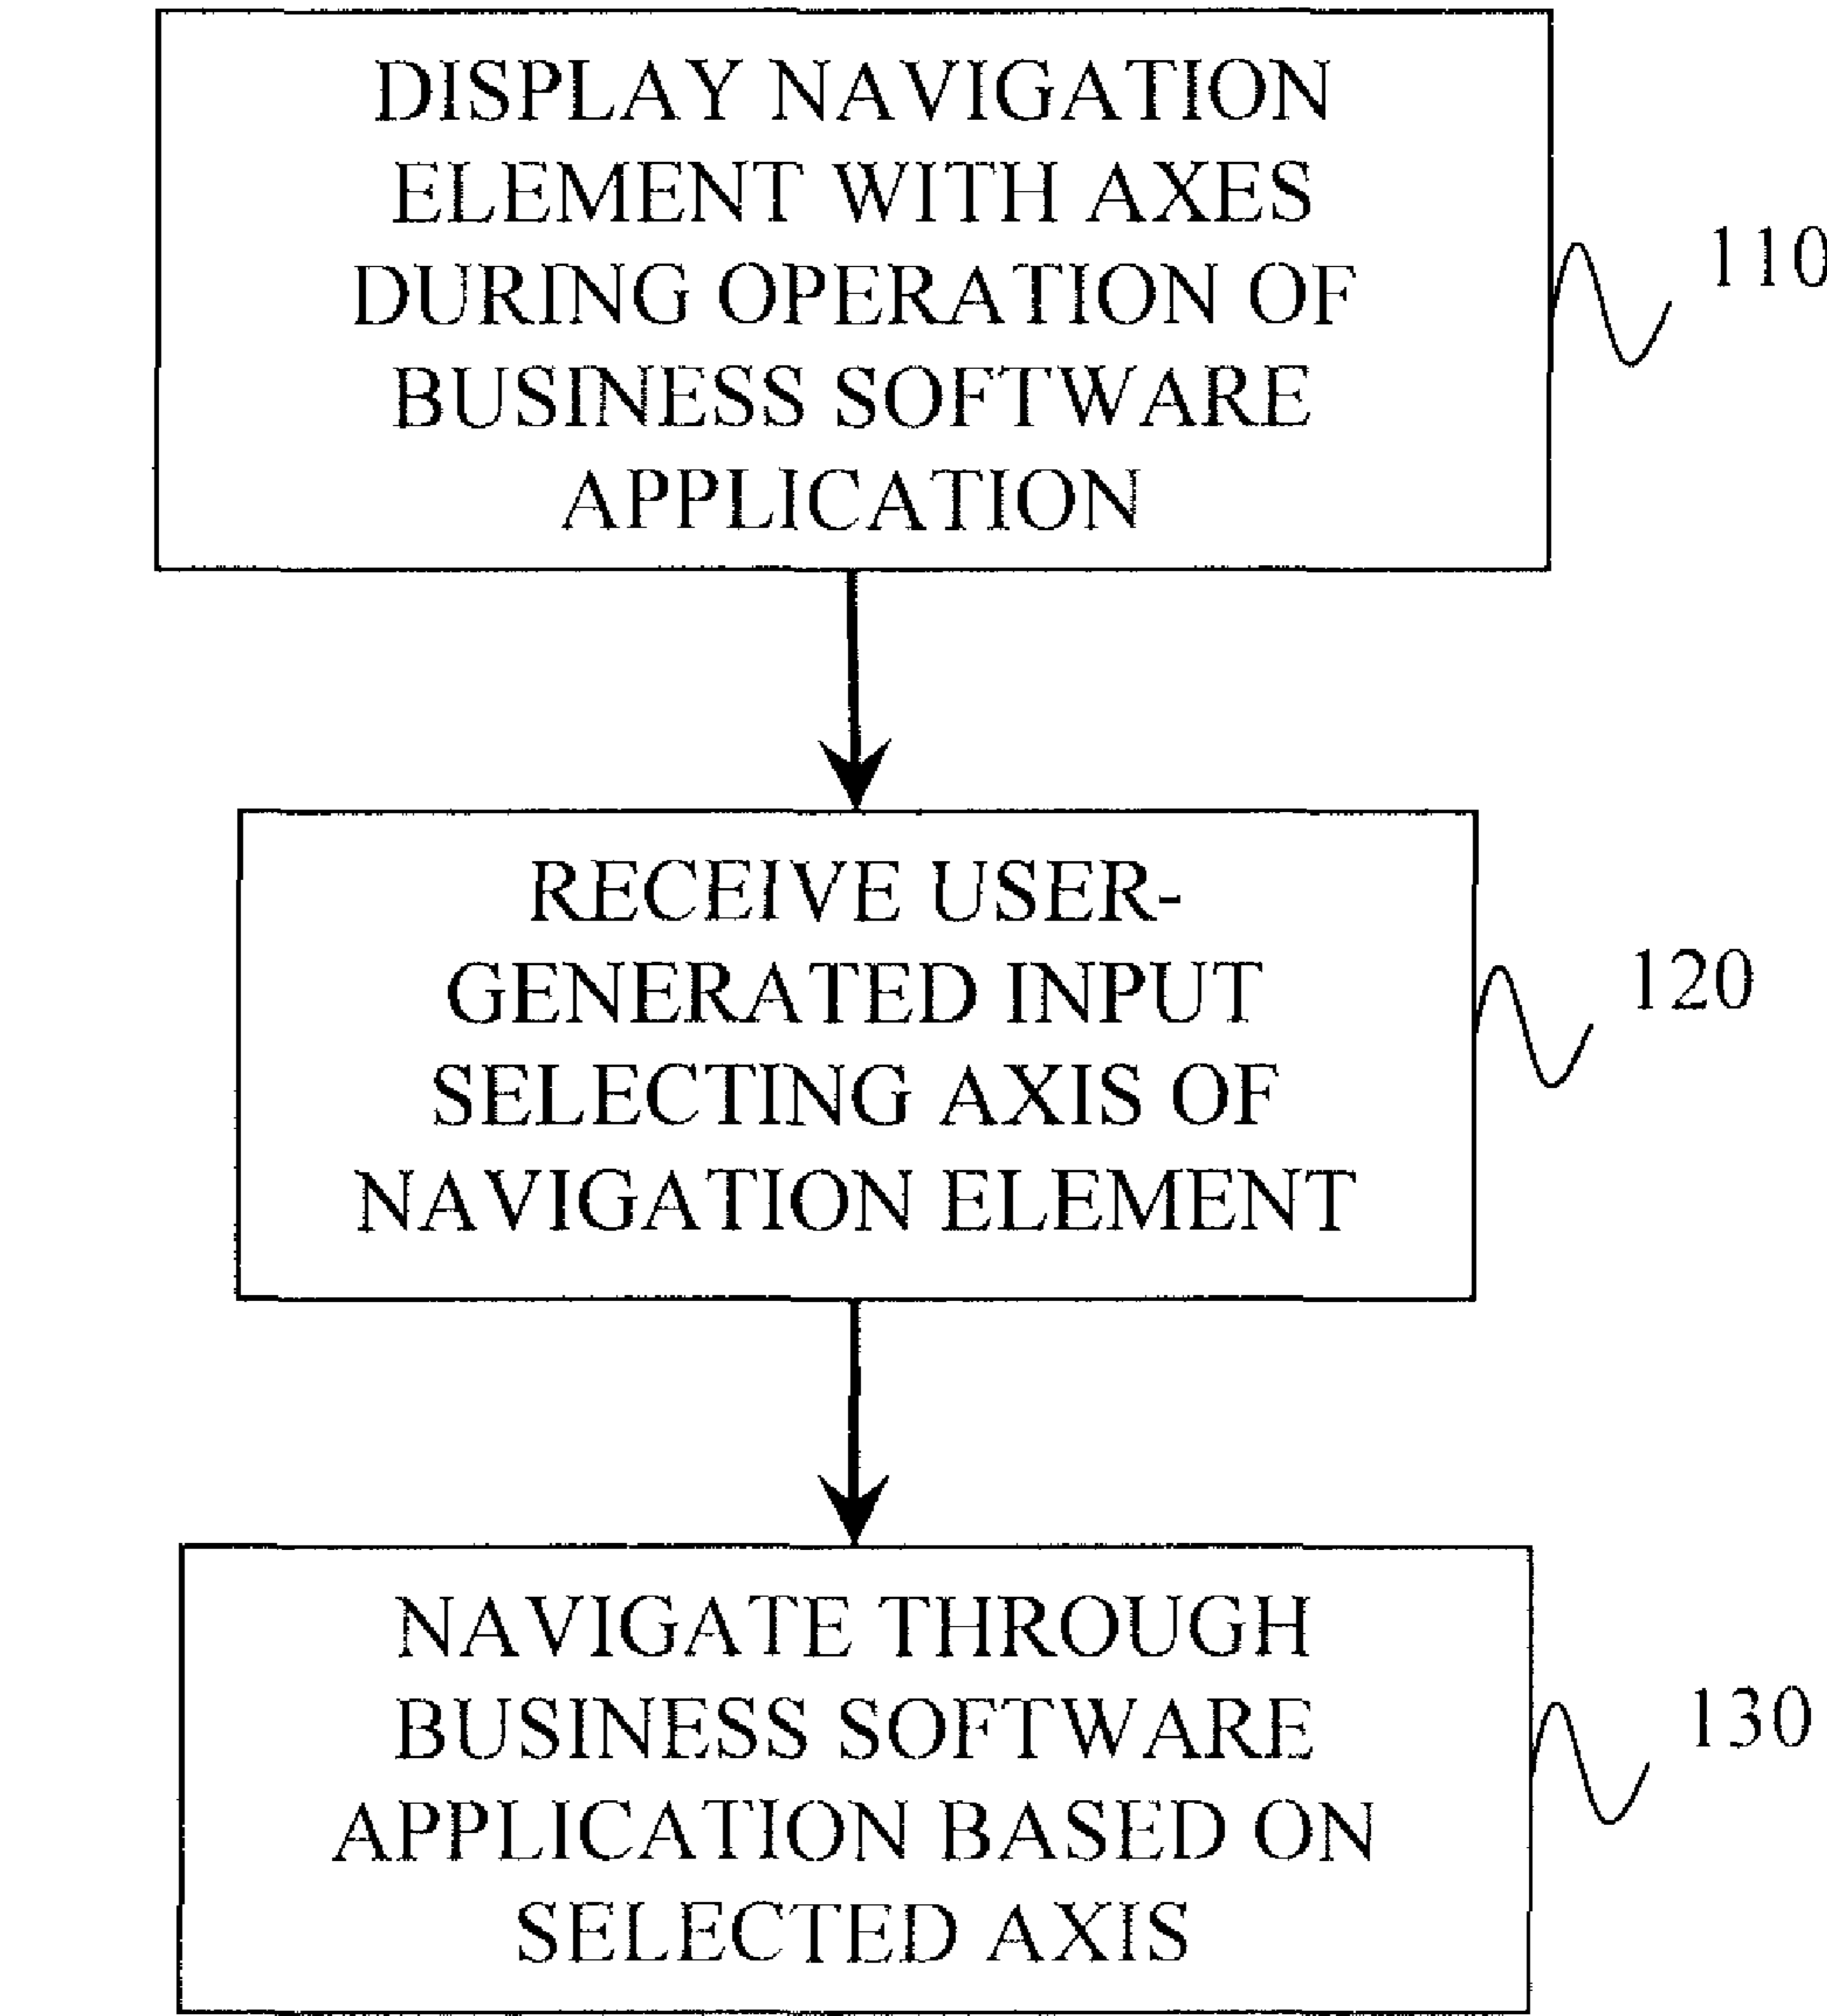 DISPLAY NAVIGATION
ELEMENT WITH AXES
DURING OPERATION OF
BUSINESS SOFTWARE
APPLICATION
110
RECEIVE USER-
GENERATED INPUT
SELECTING AXIS OF
NAVIGATION ELEMENT
120
NAVIGATE THROUGH
BUSINESS SOFTWARE
APPLICATION BASED ON
SELECTED AXIS
130